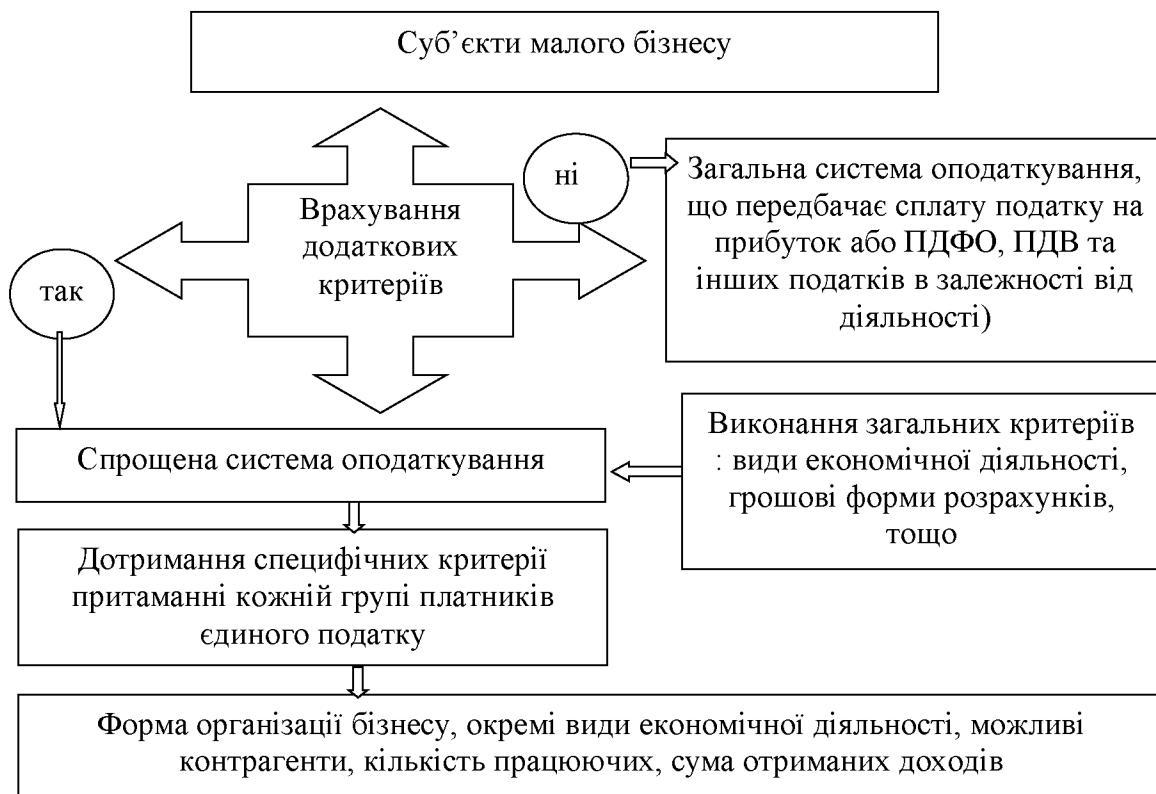 Суб’єкти малого бізнесу
ні
Загальна система оподаткування,
що передбачає сплату податку на
прибуток або ПДФО, ПДВ та
інших податків в залежності від
діяльності)
Врахування
додаткових
критеріїв
так
Спрощена система оподаткування
Виконання загальних критеріїв
: види економічної діяльності,
грошові форми розрахунків,
тощо
Дотримання специфічних критерії
притаманні кожній групі платників
єдиного податку
Форма організації бізнесу, окремі види економічної діяльності, можливі
контрагенти, кількість працюючих, сума отриманих доходів